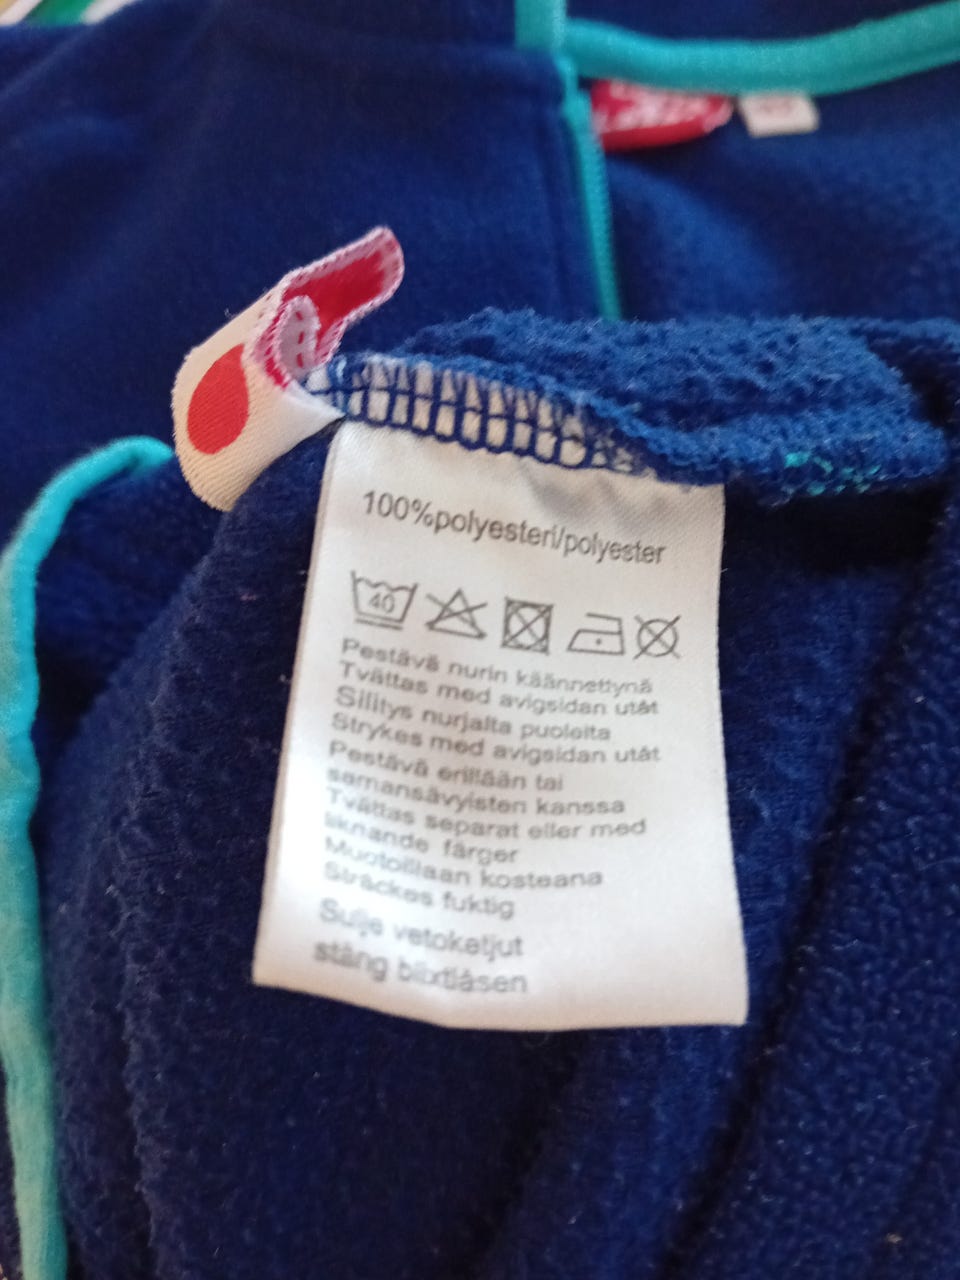 100%polyesteri/polyester
40
Pestävä nurin käännettynä
Tvättas med avigsidan utåt
Silitys nurjalta puolelta
Strykes med avigsidan utåt
Pestävä erillään tai
samansävyisten kanssa
Tvättas separat eller med
liknande färger
Muotoillaan kosteana
Sträckes fuktig
Sulje vetoketjut
stäng blixtlåsen